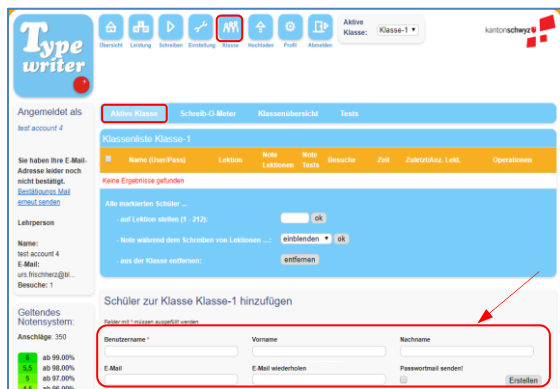 Type
writer
Übersicht Leistung Schreiben Einstellung Klasse Hochladen Profil Abmelden
Aktive
Klasse: Klasse-1
kantonschwyz
Angemeldet als
test account 4
Sie haben Ihre E-Mail-
Adresse leider noch
nicht bestätigt.
Bestätigungs Mail
erneut senden
Lehrperson
Name:
test account 4
E-Mail:
urs.frischherz@bl...
Besuche: 1
Geltendes
Notensystem:
Anschläge: 350
6 ab 99.00%
5,5 ab 98.00%
5 ab 97.00%
4,5 ab 96.00%
Aktive Klasse Schreib-O-Meter Klassenübersicht Tests
Klassenliste Klasse-1
Name (User/Pass) Lektion Note Lektionen Note Tests Besuche Zeit Zuletzt/Anz. Lekt. Operationen
Keine Ergebnisse gefunden
Alle markierten Schüler ...
- auf Lektion stellen (1 - 212): ok
- Note während dem Schreiben von Lektionen ...: einblenden ok
- aus der Klasse entfernen: entfernen
Schüler zur Klasse Klasse-1 hinzufügen
Felder mit * müssen ausgefüllt werden
Benutzername * Vorname Nachname
E-Mail E-Mail wiederholen Passwortmail senden!
Erstellen